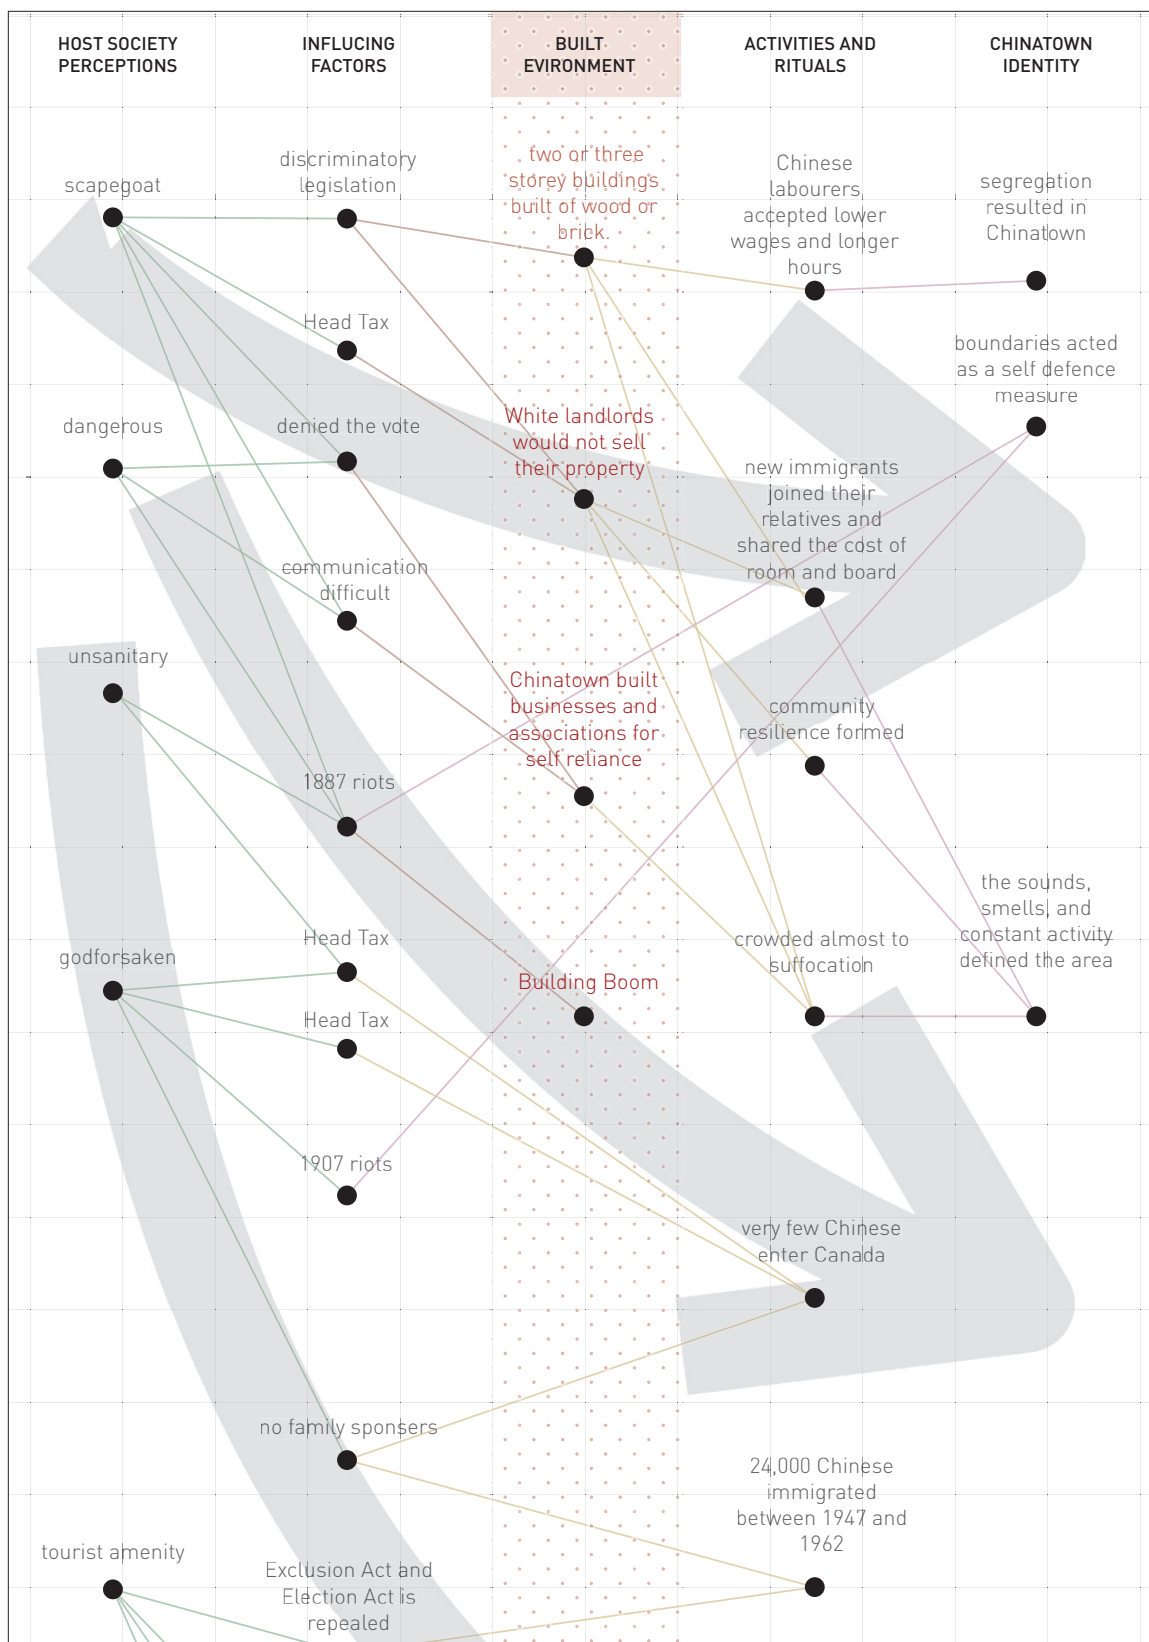 HOST SOCIETY
PERCEPTIONS
INFLUCING
FACTORS
BUILT
EVIRONMENT
ACTIVITIES AND
RITUALS
CHINATOWN
IDENTITY
scapegoat
dangerous
unsanitary
godforsaken
tourist amenity
discriminatory
legislation
Head Tax
denied the vote
communication
difficult
1887 riots
Head Tax
Head Tax
1907 riots
no family sponsers
Exclusion Act and
Election Act is
repealed
two or three
storey buildings
built of wood or
brick.
White landlords
would not sell
their property
Chinatown built
businesses and
associations for
self reliance
Building Boom
Chinese
labourers
accepted lower
wages and longer
hours
new immigrants
joined their
relatives and
shared the cost of
room and board
community
resilience formed
crowded almost to
suffocation
very few Chinese
enter Canada
24,000 Chinese
immigrated
between 1947 and
1962
segregation
resulted in
Chinatown
boundaries acted
as a self defence
measure
the sounds,
smells, and
constant activity
defined the area